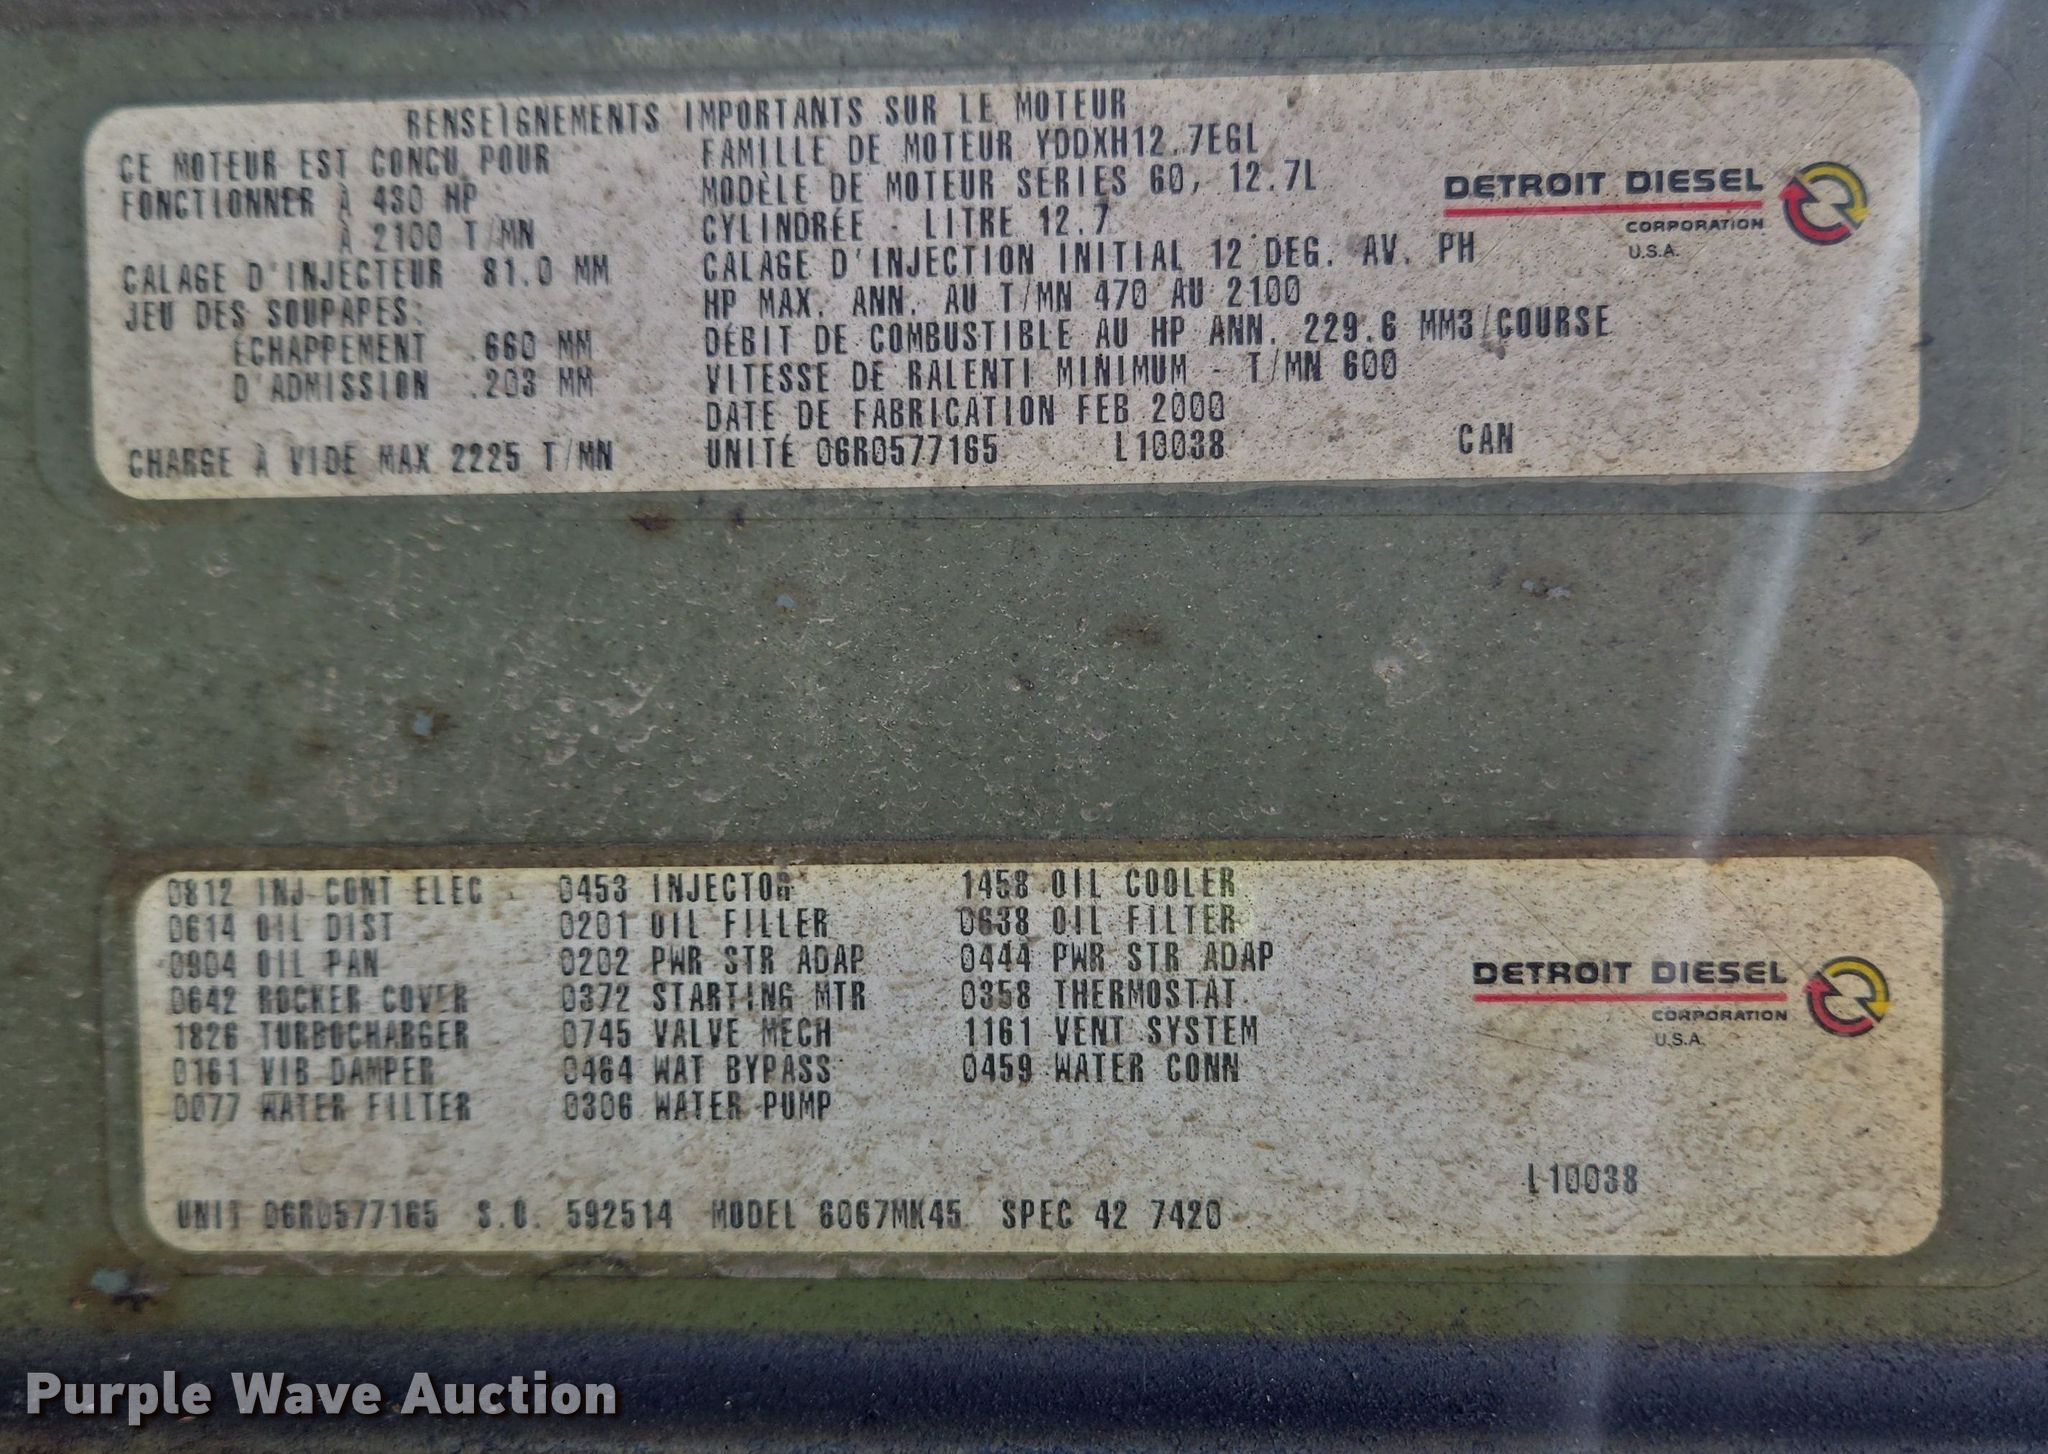 RENSEIGNEMENTS IMPORTANTS SUR LE MOTEUR
CE MOTEUR EST CONCU POUR
FONCTIONNER À 430 HP
À 2100 T/MN
CALAGE D'INJECTEUR 81.0 MM
JEU DES SOUPAPES:
ÉCHAPPEMENT .660 MM
D'ADMISSION .203 MM
CHARGE À VIDE MAX 2225 T/MN
FAMILLE DE MOTEUR YDDXH12.7EGL
MODÈLE DE MOTEUR SERIES 60, 12.7L
CYLINDRÉE - LITRE 12.7
CALAGE D'INJECTION INITIAL 12 DEG. AV. PH
HP MAX. ANN. AU T/MN 470 AU 2100
DÉBIT DE COMBUSTIBLE AU HP ANN. 229.6 MM3/COURSE
VITESSE DE RALENTI MINIMUM - T/MN 600
DATE DE FABRICATION FEB 2000
UNITÉ 06R0577165 L10038 CAN
DETROIT DIESEL
CORPORATION
U.S.A.
0812 INJ CONT ELEC 0453 INJECTOR 1458 OIL COOLER
0614 OIL DIST 0201 OIL FILLER 0638 OIL FILTER
0904 OIL PAN 0202 PWR STR ADAP 0444 PWR STR ADAP
0642 ROCKER COVER 0372 STARTING MTR 0358 THERMOSTAT
1826 TURBOCHARGER 0745 VALVE MECH 1161 VENT SYSTEM
0161 VIB DAMPER 0464 WAT BYPASS 0459 WATER CONN
0077 WATER FILTER 0306 WATER PUMP
DETROIT DIESEL
CORPORATION
U.S.A.
L10038
UNIT 06R0577165 S.O. 592514 MODEL 6067MK45 SPEC 42 7420
Purple Wave Auction